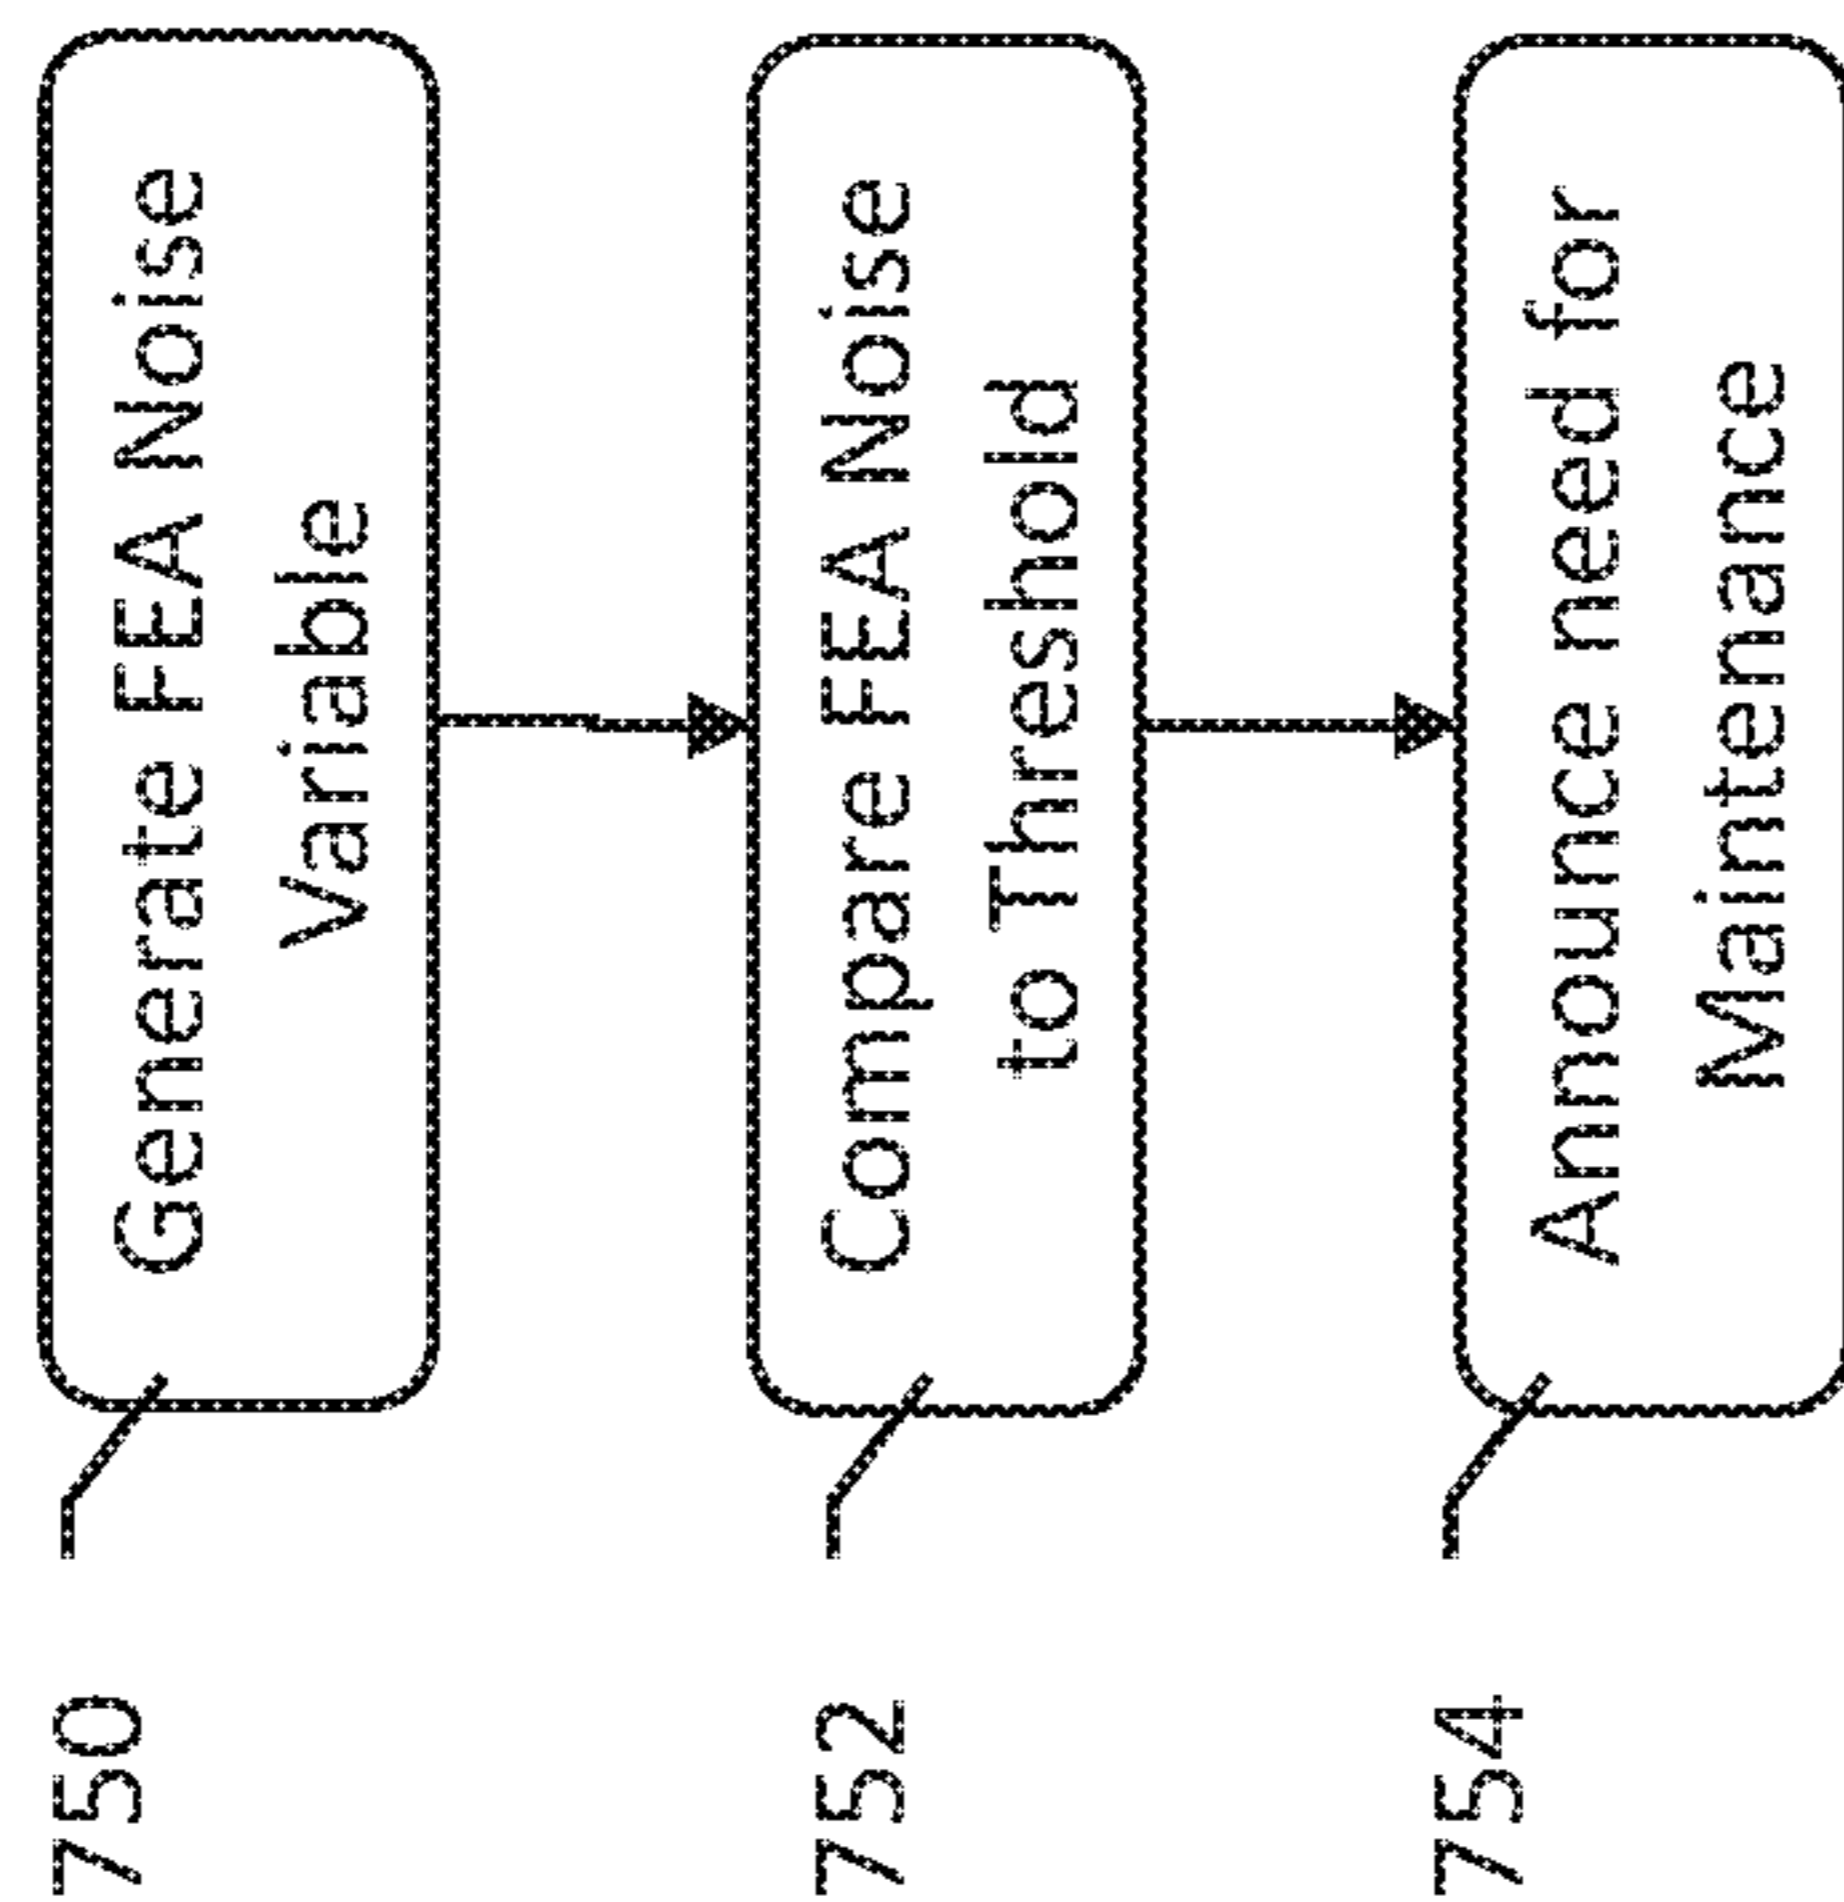 750
Generate FEA Noise
Variable
752
Compare FEA Noise
to Threshold
754
Announce need for
Maintenance